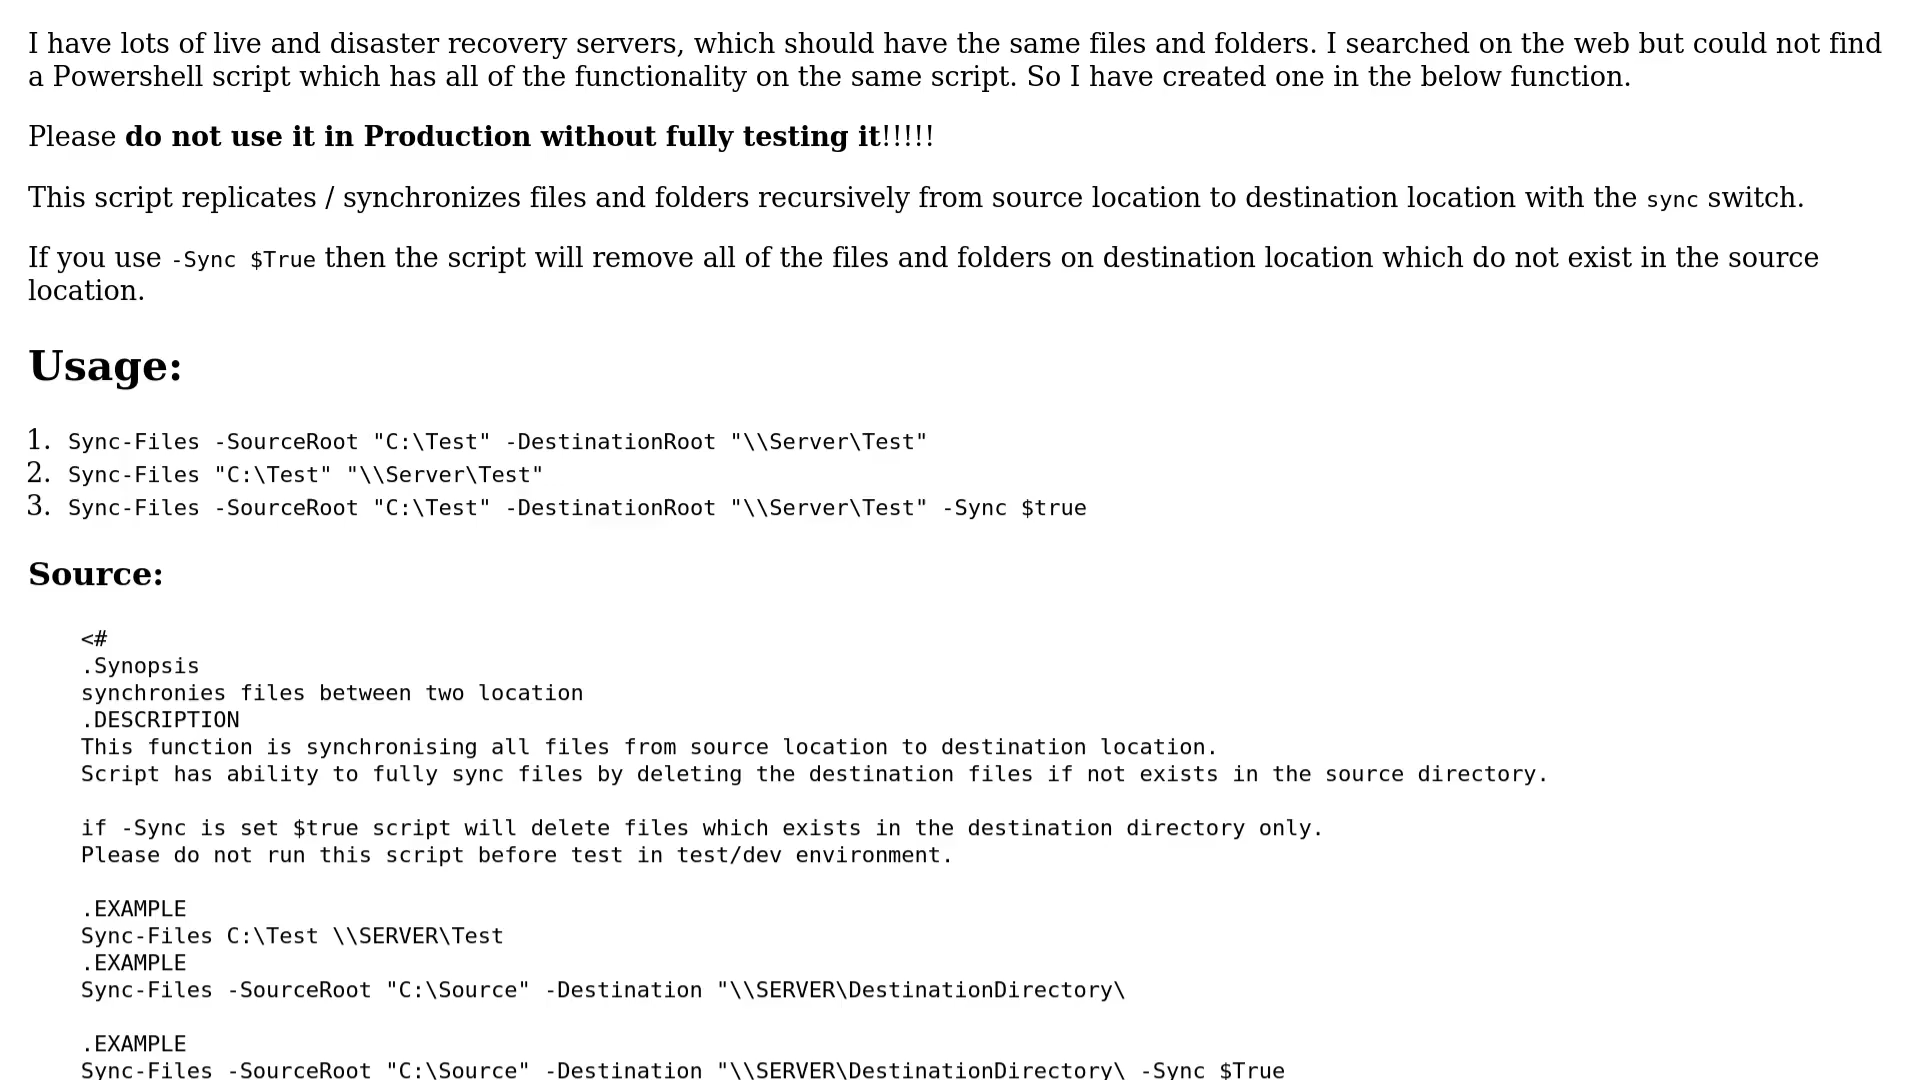 I have lots of live and disaster recovery servers, which should have the same files and folders. I searched on the web but could not find
a Powershell script which has all of the functionality on the same script. So I have created one in the below function.
Please do not use it in Production without fully testing it!!!!!
This script replicates / synchronizes files and folders recursively from source location to destination location with the sync switch.
If you use -Sync $True then the script will remove all of the files and folders on destination location which do not exist in the source
location.
Usage:
1. Sync-Files -SourceRoot "C:\Test" -DestinationRoot "\\Server\Test"
2. Sync-Files "C:\Test" "\\Server\Test"
3. Sync-Files -SourceRoot "C:\Test" -DestinationRoot "\\Server\Test" -Sync $true
Source:
<#
.Synopsis
synchronies files between two location
.DESCRIPTION
This function is synchronising all files from source location to destination location.
Script has ability to fully sync files by deleting the destination files if not exists in the source directory.
if -Sync is set $true script will delete files which exists in the destination directory only.
Please do not run this script before test in test/dev environment.
.EXAMPLE
Sync-Files C:\Test \\SERVER\Test
.EXAMPLE
Sync-Files -SourceRoot "C:\Source" -Destination "\\SERVER\DestinationDirectory\
.EXAMPLE
Sync-Files -SourceRoot "C:\Source" -Destination "\\SERVER\DestinationDirectory\ -Sync $True